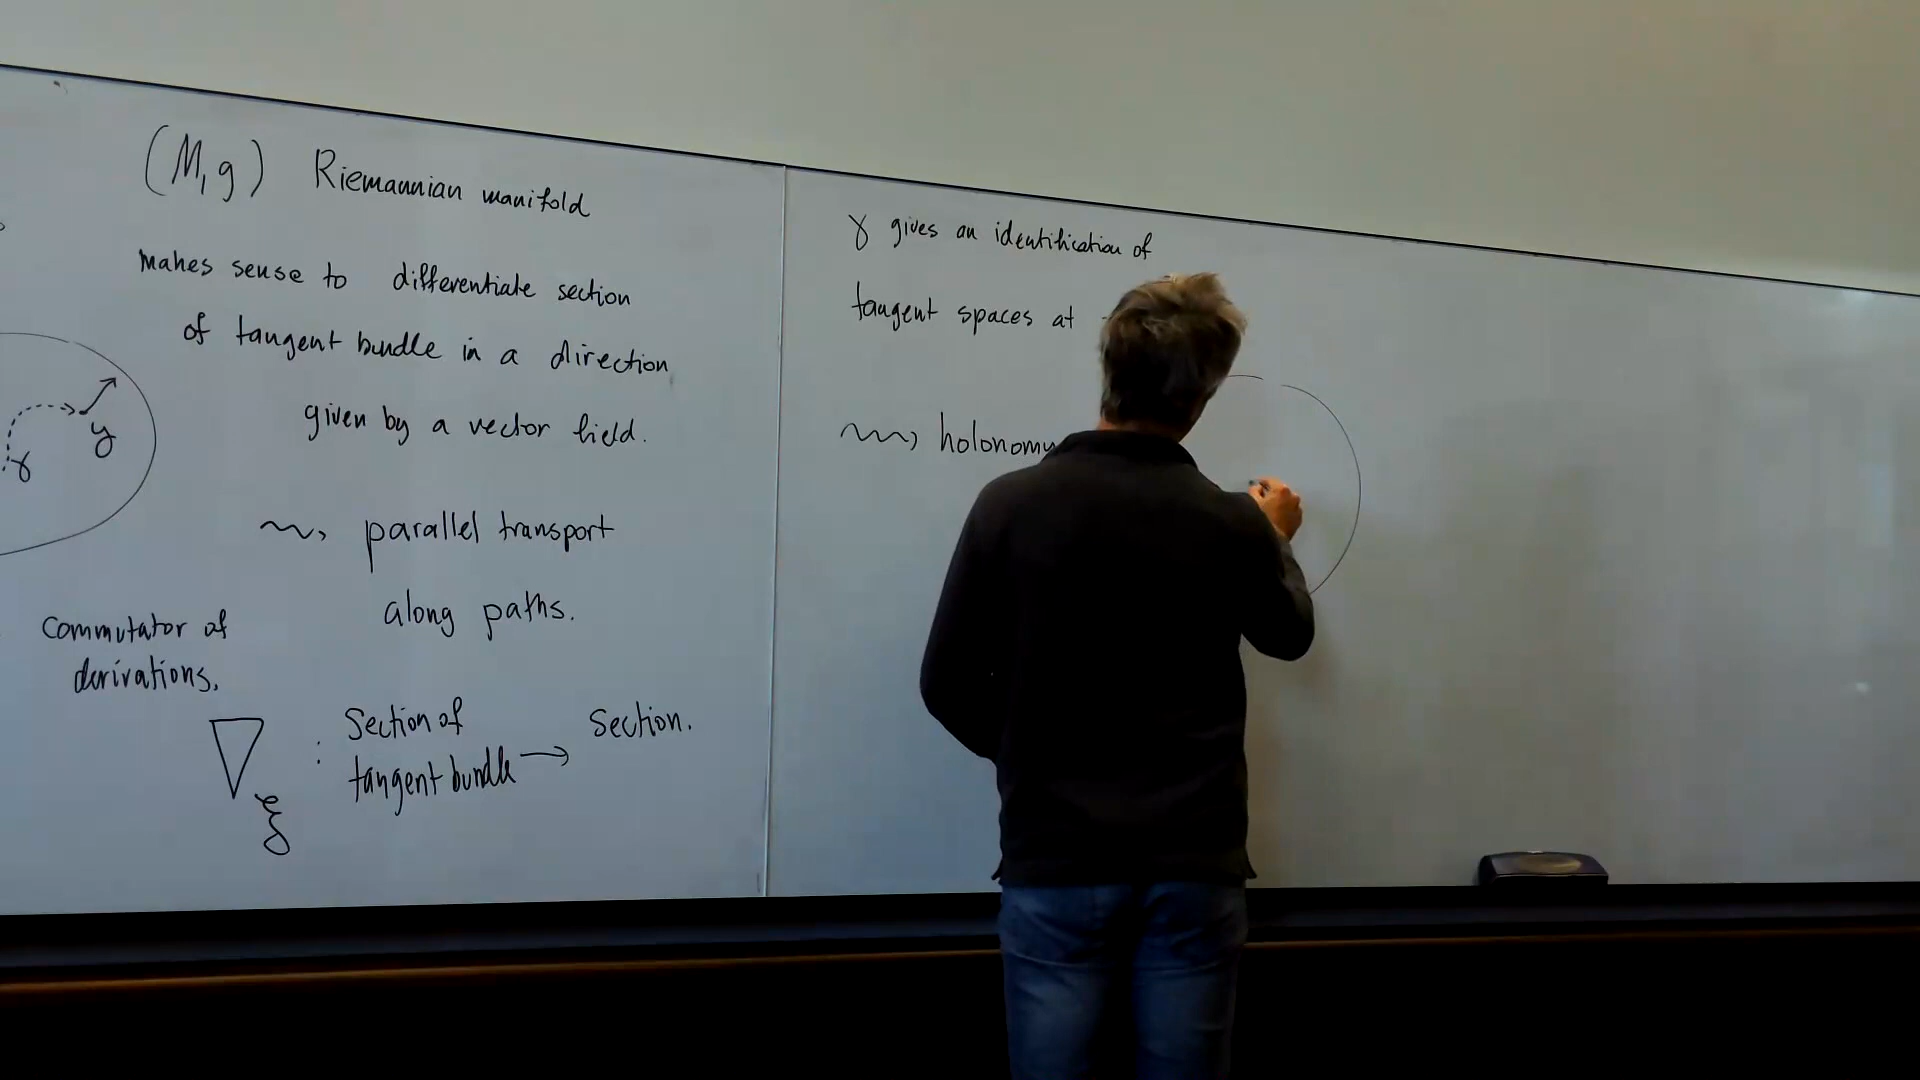 (M, g) Riemannian manifold
makes sense to differentiate section
of tangent bundle in a direction
given by a vector field.
y
γ
⇝ parallel transport
along paths.
Commutator of
derivations.
∇ξ : Section of tangent bundle → Section.
γ gives an identification of
tangent spaces at
⇝ holonomy